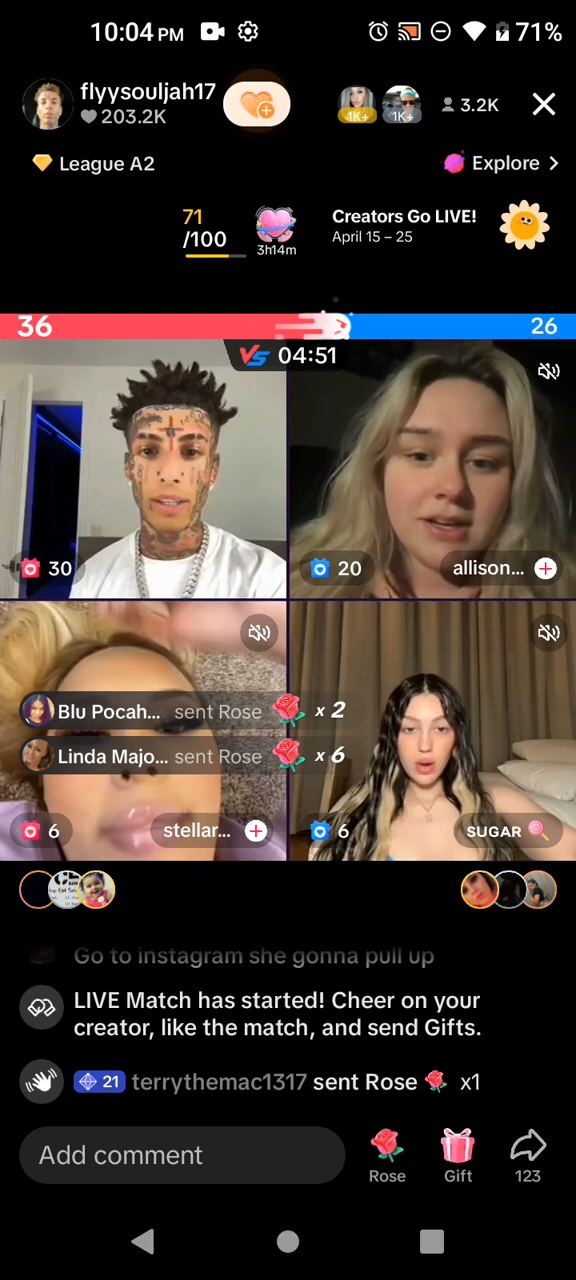 10:04 PM
71%
flyysouljah17
203.2K
1K+
1K+
3.2K
League A2
Explore >
71
/100
3h14m
Creators Go LIVE!
April 15 – 25
36
26
VS 04:51
30
20
allison...
Blu Pocah... sent Rose x 2
Linda Majo... sent Rose x 6
6
stellar...
6
SUGAR
Go to instagram she gonna pull up
LIVE Match has started! Cheer on your
creator, like the match, and send Gifts.
21 terrythemac1317 sent Rose x1
Add comment
Rose
Gift
123